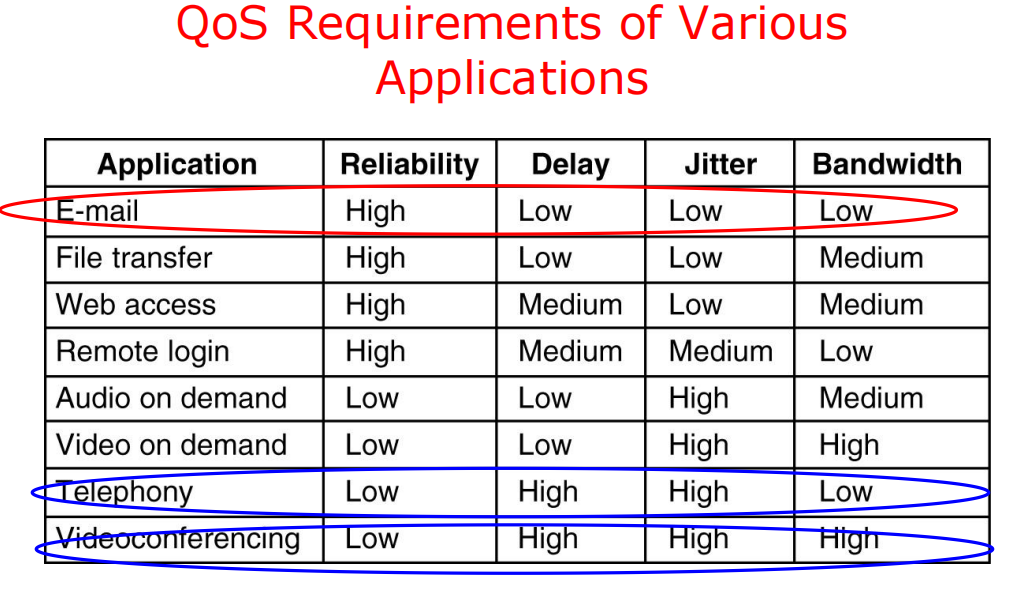 QoS Requirements of Various
Applications
Application Reliability Delay Jitter Bandwidth
E-mail High Low Low Low
File transfer High Low Low Medium
Web access High Medium Low Medium
Remote login High Medium Medium Low
Audio on demand Low Low High Medium
Video on demand Low Low High High
Telephony Low High High Low
Videoconferencing Low High High High